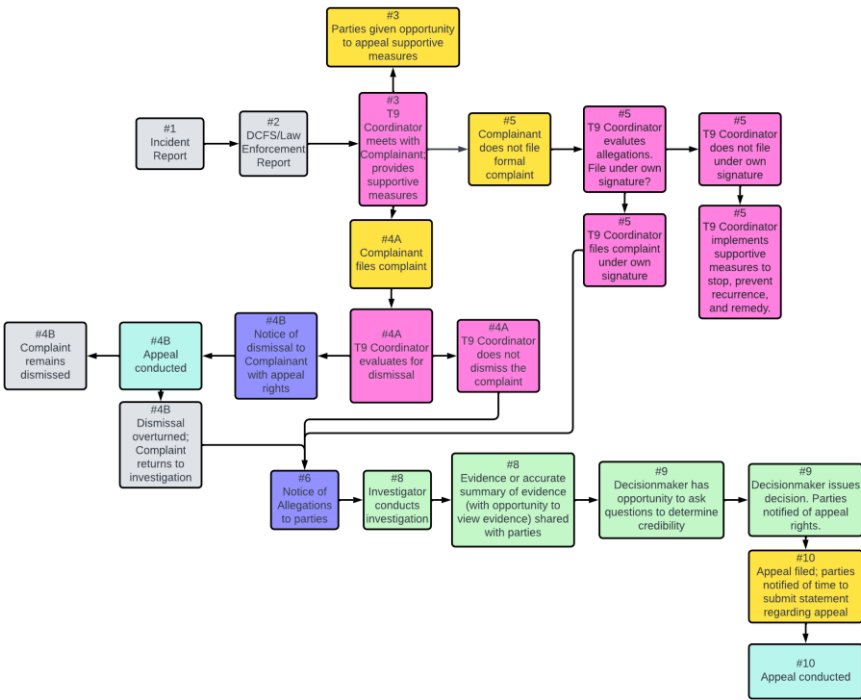 #3
Parties given opportunity
to appeal supportive
measures
#1
Incident
Report
#2
DCFS/Law
Enforcement
Report
#3
T9
Coordinator
meets with
Complainant;
provides
supportive
measures
#5
Complainant
does not file
formal
complaint
#5
T9 Coordinator
evalutes
allegations.
File under own
signature?
#5
T9 Coordinator
does not file
under own
signature
#5
T9 Coordinator
files complaint
under own
signature
#5
T9 Coordinator
implements
supportive
measures to
stop, prevent
recurrence,
and remedy.
#4A
Complainant
files complaint
#4B
Complaint
remains
dismissed
#4B
Appeal
conducted
#4B
Notice of
dismissal to
Complainant
with appeal
rights
#4A
T9 Coordinator
evaluates for
dismissal
#4A
T9 Coordinator
does not
dismiss the
complaint
#4B
Dismissal
overturned;
Complaint
returns to
investigation
#6
Notice of
Allegations
to parties
#8
Investigator
conducts
investigation
#8
Evidence or accurate
summary of evidence
(with opportunity to
view evidence) shared
with parties
#9
Decisionmaker has
opportunity to ask
questions to determine
credibility
#9
Decisionmaker issues
decision. Parties
notified of appeal
rights.
#10
Appeal filed; parties
notified of time to
submit statement
regarding appeal
#10
Appeal conducted